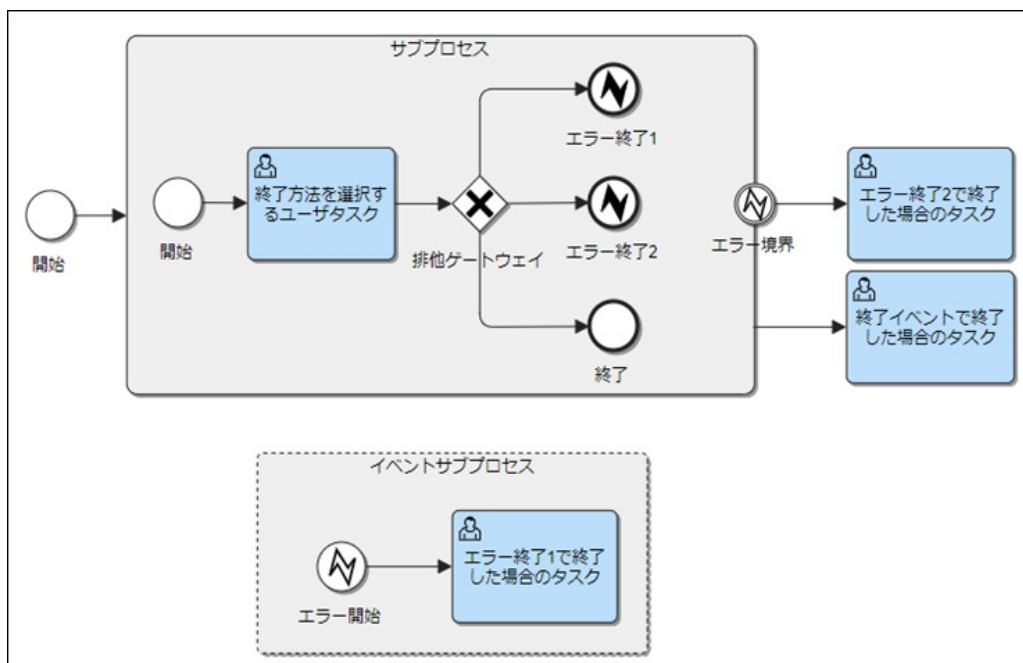 サブプロセス
エラー終了1
終了方法を選択す
るユーザタスク
エラー終了2で終了
した場合のタスク
開始
開始
排他ゲートウェイ
エラー終了2
エラー境界
終了イベントで終了
した場合のタスク
終了
イベントサブプロセス
エラー終了1で終了
した場合のタスク
エラー開始